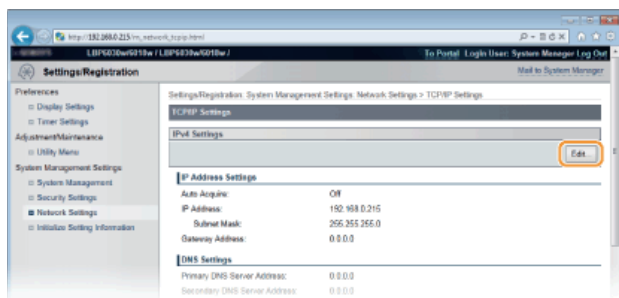 http://192.168.0.215/m_network_tcpip.html
LBP6030w/6018w / LBP6030w/6018w /
To Portal Login User: System Manager Log Out
Settings/Registration
Mail to System Manager
Preferences
Display Settings
Timer Settings
Adjustment/Maintenance
Utility Menu
System Management Settings
System Management
Security Settings
Network Settings
Initialize Setting Information
Settings/Registration: System Management Settings: Network Settings > TCP/IP Settings
TCP/IP Settings
IPv4 Settings
Edit...
IP Address Settings
Auto Acquire: Off
IP Address: 192.168.0.215
Subnet Mask: 255.255.255.0
Gateway Address: 0.0.0.0
DNS Settings
Primary DNS Server Address: 0.0.0.0
Secondary DNS Server Address: 0.0.0.0